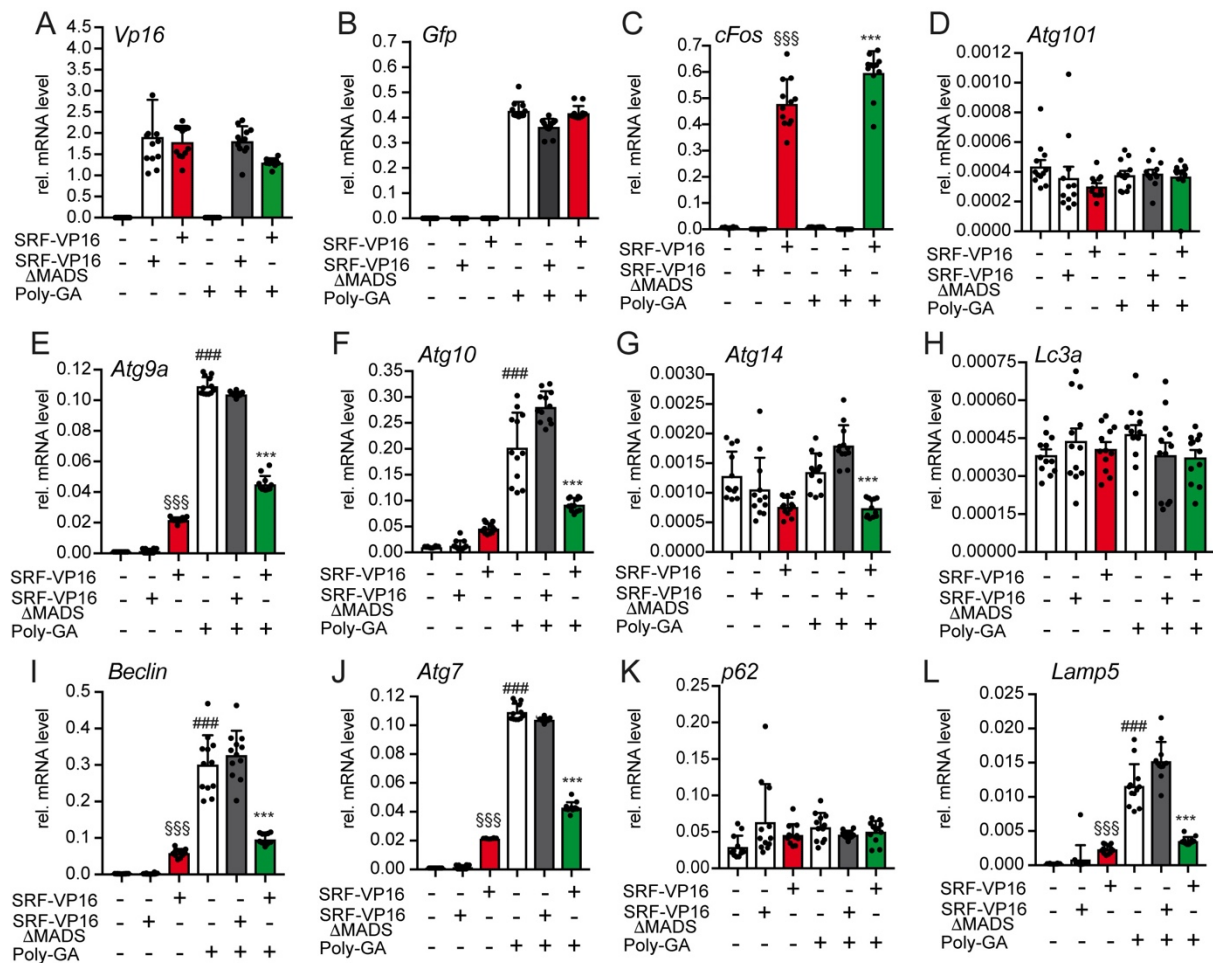 A Vp16
rel. mRNA level
4.5
4.0
3.5
3.0
2.5
2.0
1.5
1.0
0.5
0.0
SRF-VP16 - - + - - +
SRF-VP16 ΔMADS - + - - + -
Poly-GA - - - + + +
B Gfp
rel. mRNA level
0.7
0.6
0.5
0.4
0.3
0.2
0.1
0.0
- - + - - +
- + - - + -
- - - + + +
C cFos
rel. mRNA level
0.7
0.6
0.5
0.4
0.3
0.2
0.1
0.0
§§§ ***
SRF-VP16 - - + - - +
SRF-VP16 ΔMADS - + - - + -
Poly-GA - - - + + +
D Atg101
rel. mRNA level
0.0012
0.0010
0.0008
0.0006
0.0004
0.0002
0.0000
SRF-VP16 - - + - - +
SRF-VP16 ΔMADS - + - - + -
Poly-GA - - - + + +
E Atg9a
rel. mRNA level
0.12
0.10
0.08
0.06
0.04
0.02
0.00
§§§ ### ***
SRF-VP16 - - + - - +
SRF-VP16 ΔMADS - + - - + -
Poly-GA - - - + + +
F Atg10
rel. mRNA level
0.40
0.35
0.30
0.25
0.20
0.15
0.10
0.05
0.00
### ***
- - + - - +
- + - - + -
- - - + + +
G Atg14
rel. mRNA level
0.0030
0.0025
0.0020
0.0015
0.0010
0.0005
0.0000
***
SRF-VP16 - - + - - +
SRF-VP16 ΔMADS - + - - + -
Poly-GA - - - + + +
H Lc3a
rel. mRNA level
0.00075
0.00060
0.00045
0.00030
0.00015
0.00000
SRF-VP16 - - + - - +
SRF-VP16 ΔMADS - + - - + -
Poly-GA - - - + + +
I Beclin
rel. mRNA level
0.5
0.4
0.3
0.2
0.1
0.0
§§§ ### ***
SRF-VP16 - - + - - +
SRF-VP16 ΔMADS - + - - + -
Poly-GA - - - + + +
J Atg7
rel. mRNA level
0.12
0.10
0.08
0.06
0.04
0.02
0.00
§§§ ### ***
SRF-VP16 - - + - - +
SRF-VP16 ΔMADS - + - - + -
Poly-GA - - - + + +
K p62
rel. mRNA level
0.25
0.20
0.15
0.10
0.05
0.00
SRF-VP16 - - + - - +
SRF-VP16 ΔMADS - + - - + -
Poly-GA - - - + + +
L Lamp5
rel. mRNA level
0.025
0.020
0.015
0.010
0.005
0.000
§§§ ### ***
SRF-VP16 - - + - - +
SRF-VP16 ΔMADS - + - - + -
Poly-GA - - - + + +